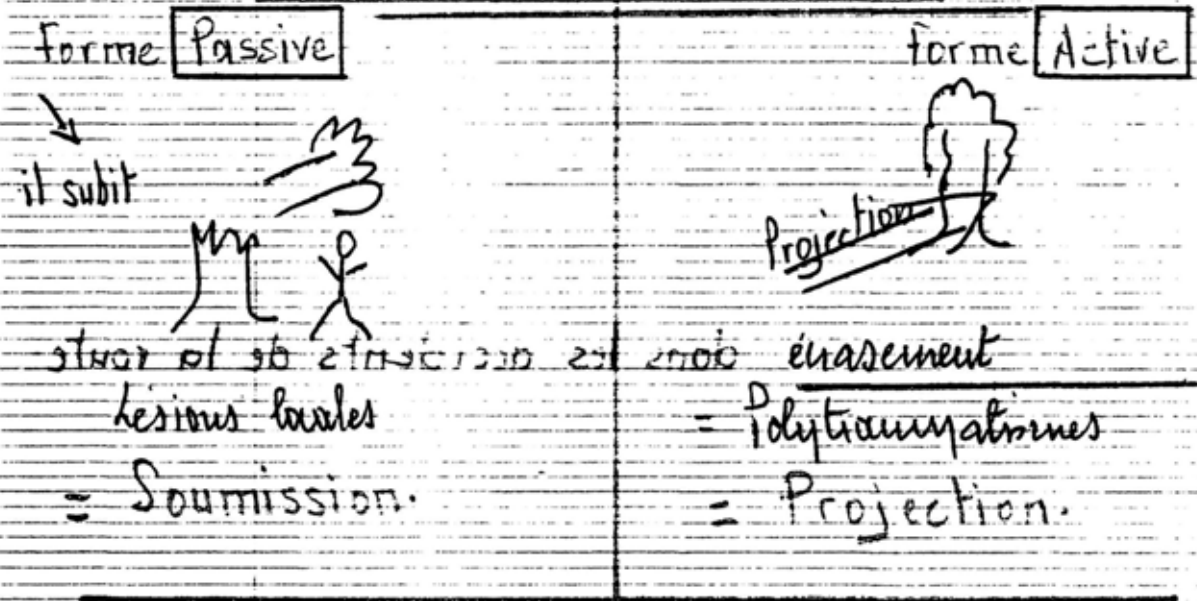 Forme Passive
il subit
Lésions locales
= Soumission.
Forme Active
Projection
dans les accidents de la route
écrasement
= Polytraumatismes
= Projection.